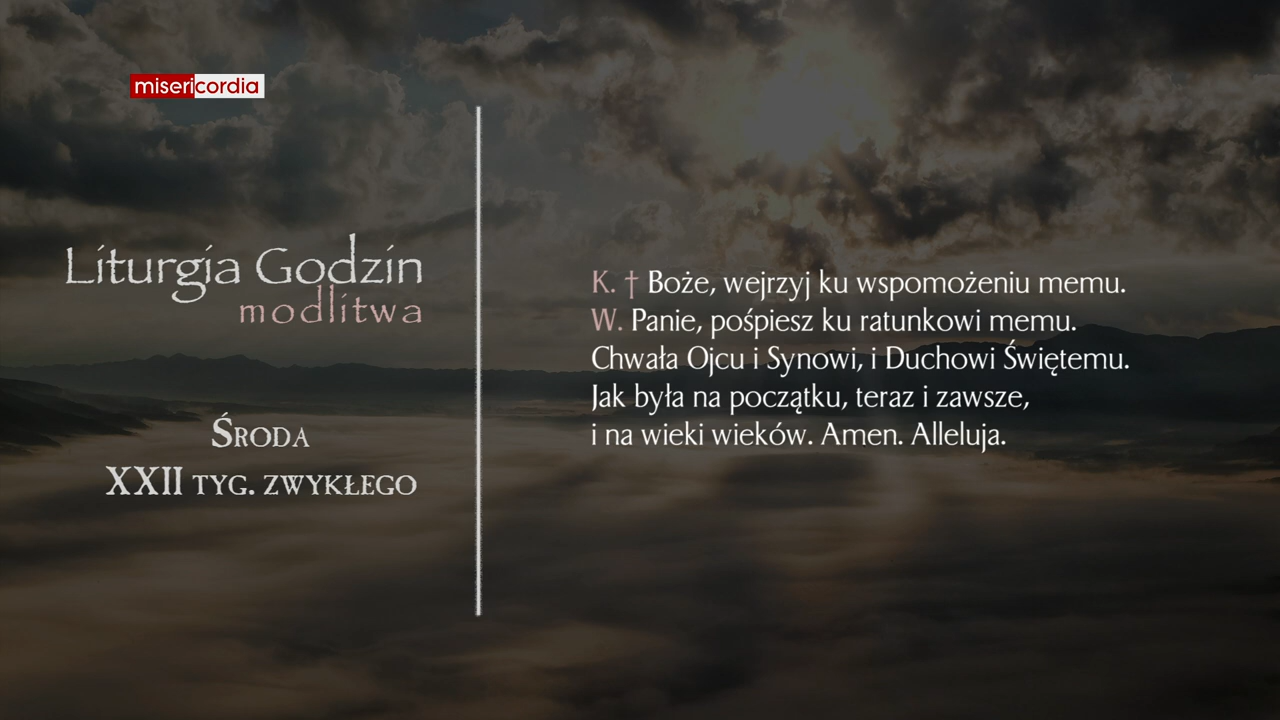 misericordia
Liturgia Godzin
modlitwa
Środa
XXII tyg. zwykłego
K. † Boże, wejrzyj ku wspomożeniu memu.
W. Panie, pośpiesz ku ratunkowi memu.
Chwała Ojcu i Synowi, i Duchowi Świętemu.
Jak była na początku, teraz i zawsze,
i na wieki wieków. Amen. Alleluja.